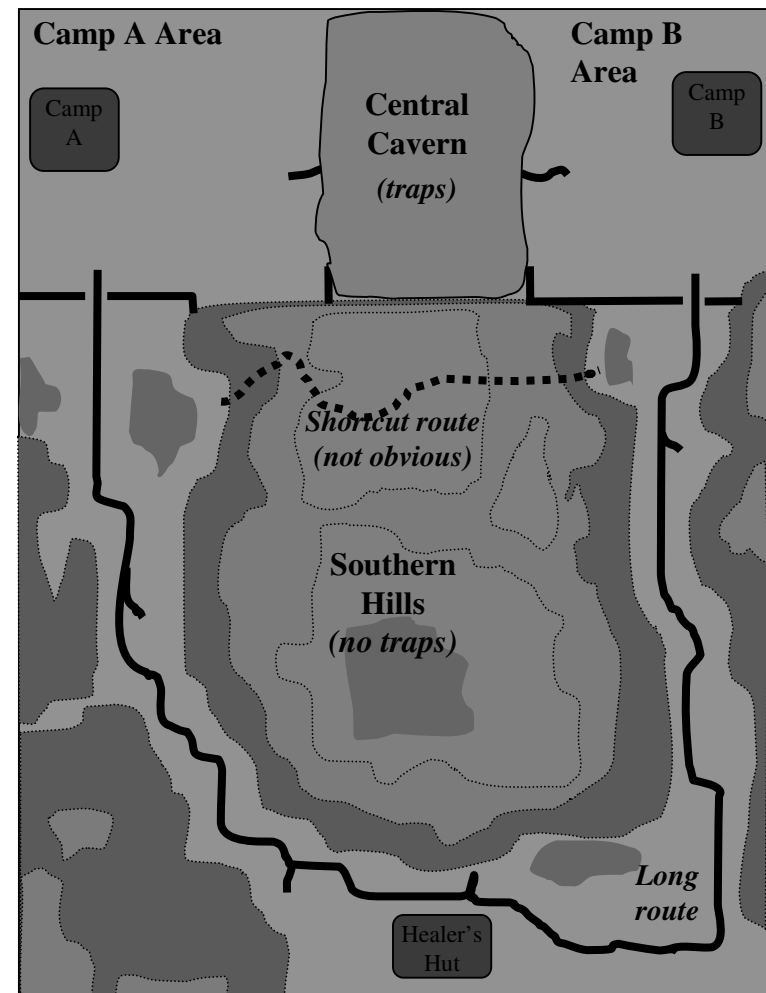 Camp A Area
Camp B
Area
Camp
A
Central
Cavern
(traps)
Camp
B
Shortcut route
(not obvious)
Southern
Hills
(no traps)
Long
route
Healer’s
Hut